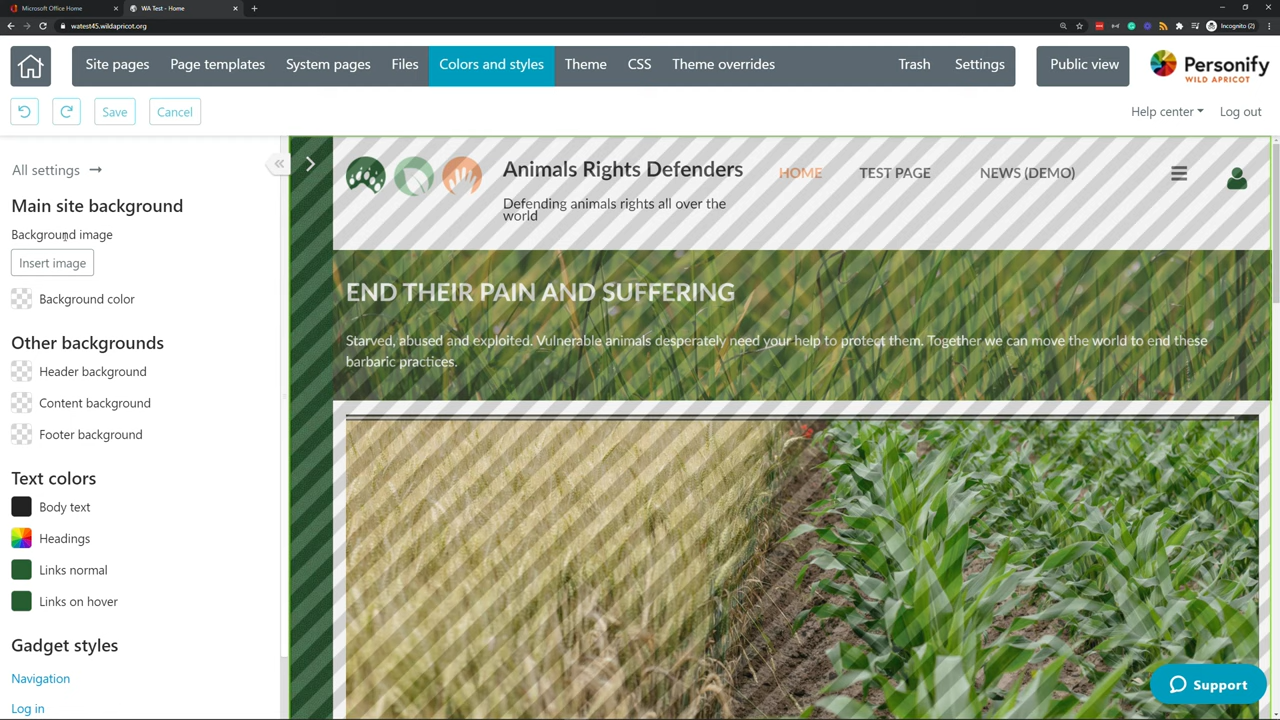 Microsoft Office Home
WA Test - Home
watest45.wildapricot.org
Incognito (2)
Site pages
Page templates
System pages
Files
Colors and styles
Theme
CSS
Theme overrides
Trash
Settings
Public view
Personify
WILD APRICOT
Save
Cancel
Help center
Log out
All settings
Main site background
Background image
Insert image
Background color
Other backgrounds
Header background
Content background
Footer background
Text colors
Body text
Headings
Links normal
Links on hover
Gadget styles
Navigation
Log in
Animals Rights Defenders
Defending animals rights all over the
world
HOME
TEST PAGE
NEWS (DEMO)
END THEIR PAIN AND SUFFERING
Starved, abused and exploited. Vulnerable animals desperately need your help to protect them. Together we can move the world to end these
barbaric practices.
Support